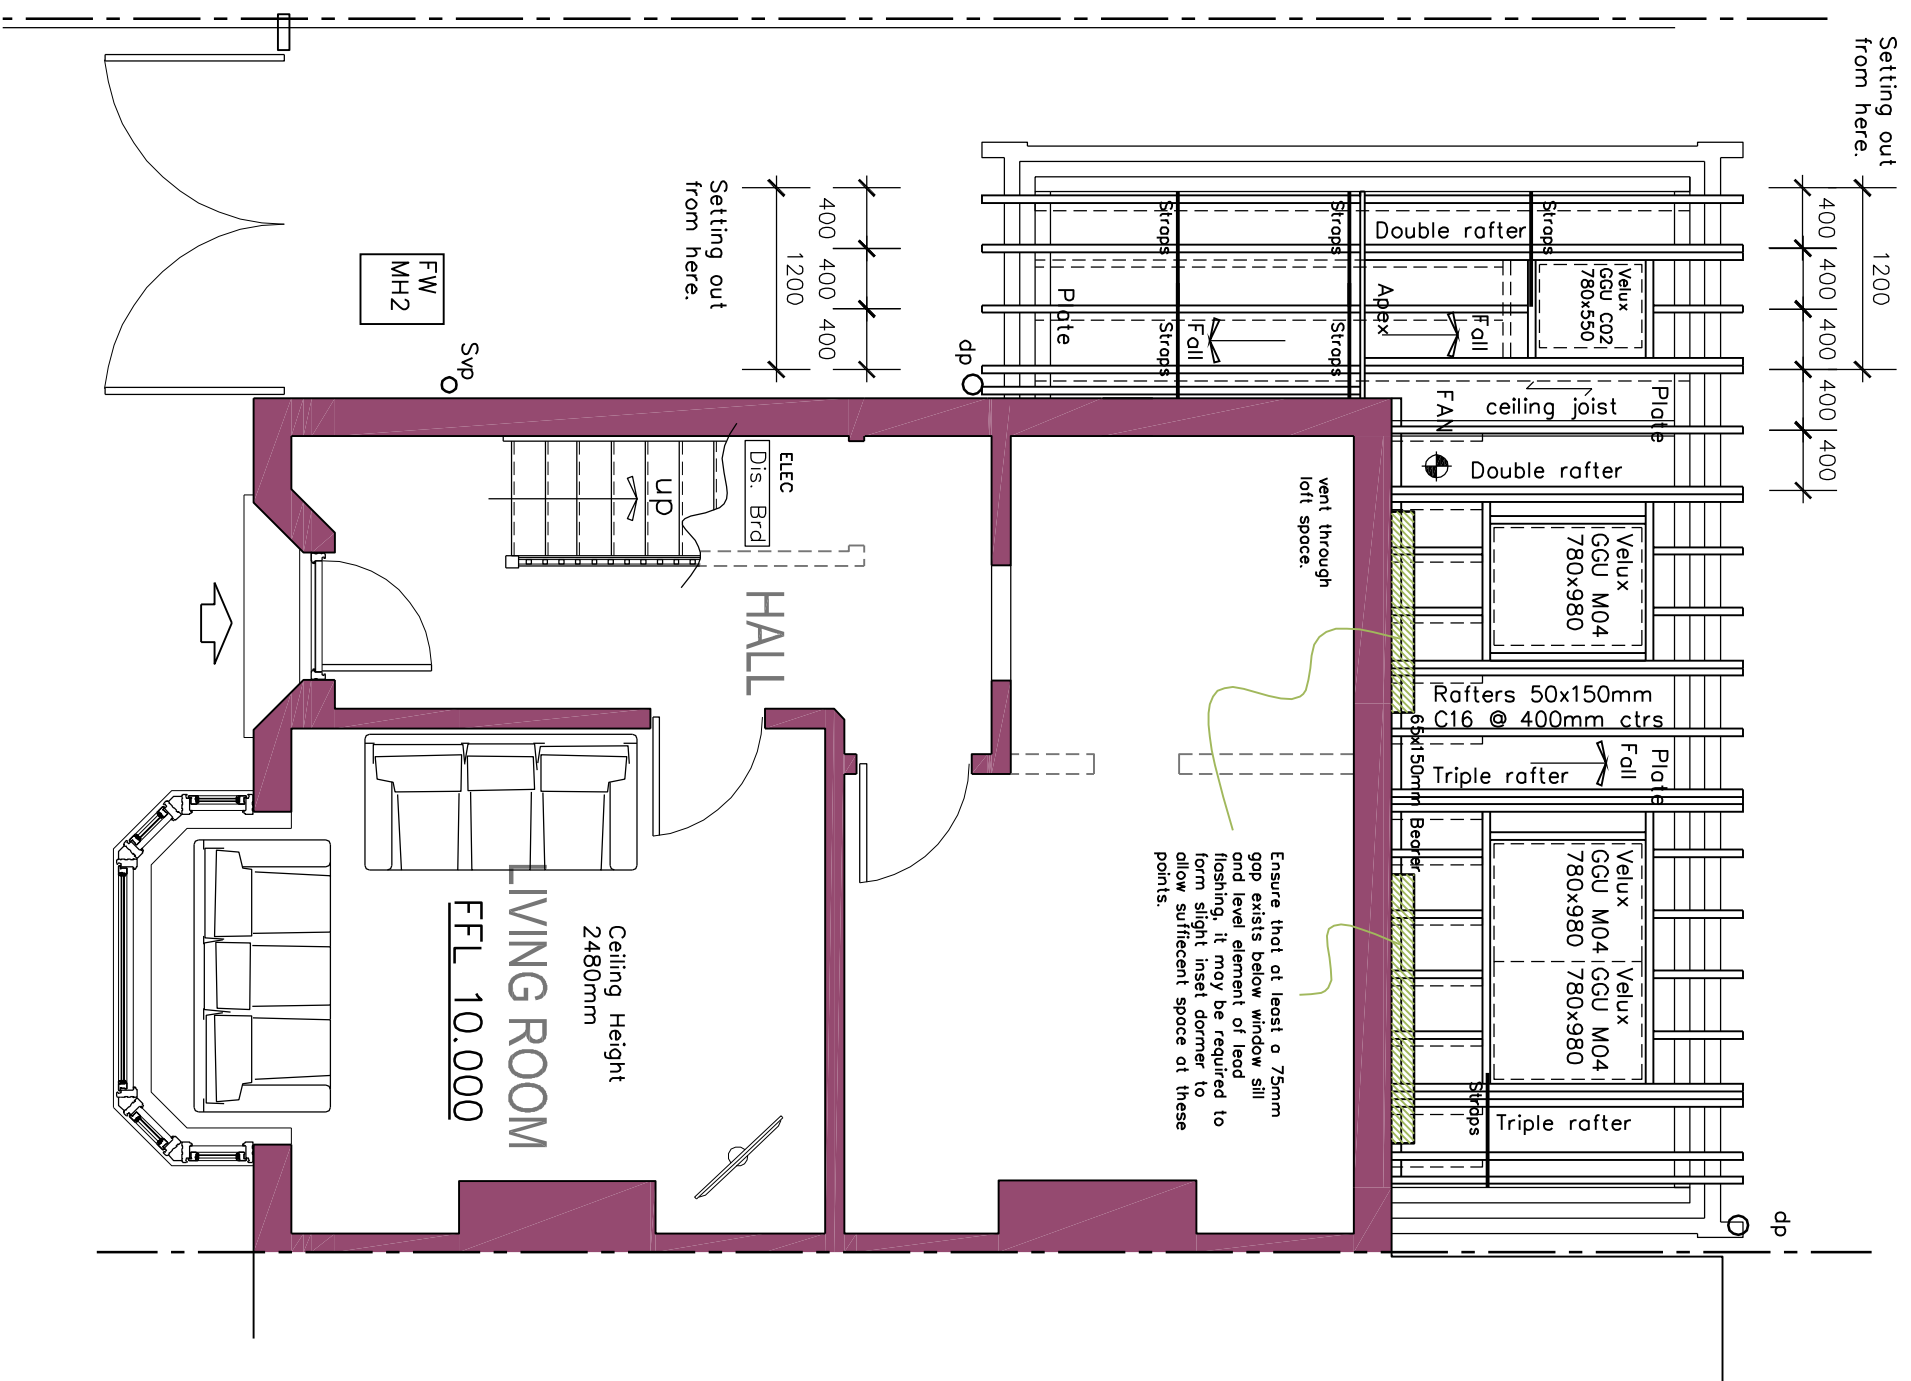 Setting out
from here.
1200
400
400
400
400
400
Setting out
from here.
1200
400
400
400
FW
MH2
Svp
dp
Straps
Straps
Straps
Straps
Straps
Double rafter
Velux
GGU C02
780x550
Plate
Fall
Apex
Fall
FAN
ceiling joist
Plate
Double rafter
up
ELEC
Dis. Brd
vent through
loft space.
HALL
Velux
GGU M04
780x980
Rafters 50x150mm
C16 @ 400mm ctrs
65x150mm Bearer
Triple rafter
Fall
Plate
Velux
GGU M04
780x980
Velux
GGU M04
780x980
Ensure that at least a 75mm
gap exists below window sill
and level element of lead
flashing, it may be required to
form slight inset dormer to
allow suffiecent space at these
points.
LIVING ROOM
FFL 10.000
Ceiling Height
2480mm
Straps
Triple rafter
dp